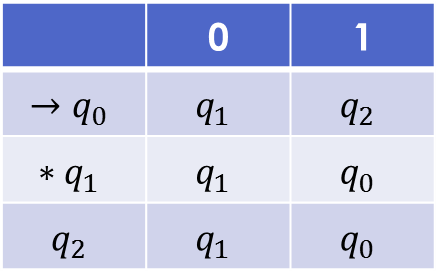 0 1
→ q₀ q₁ q₂
* q₁ q₁ q₀
q₂ q₁ q₀